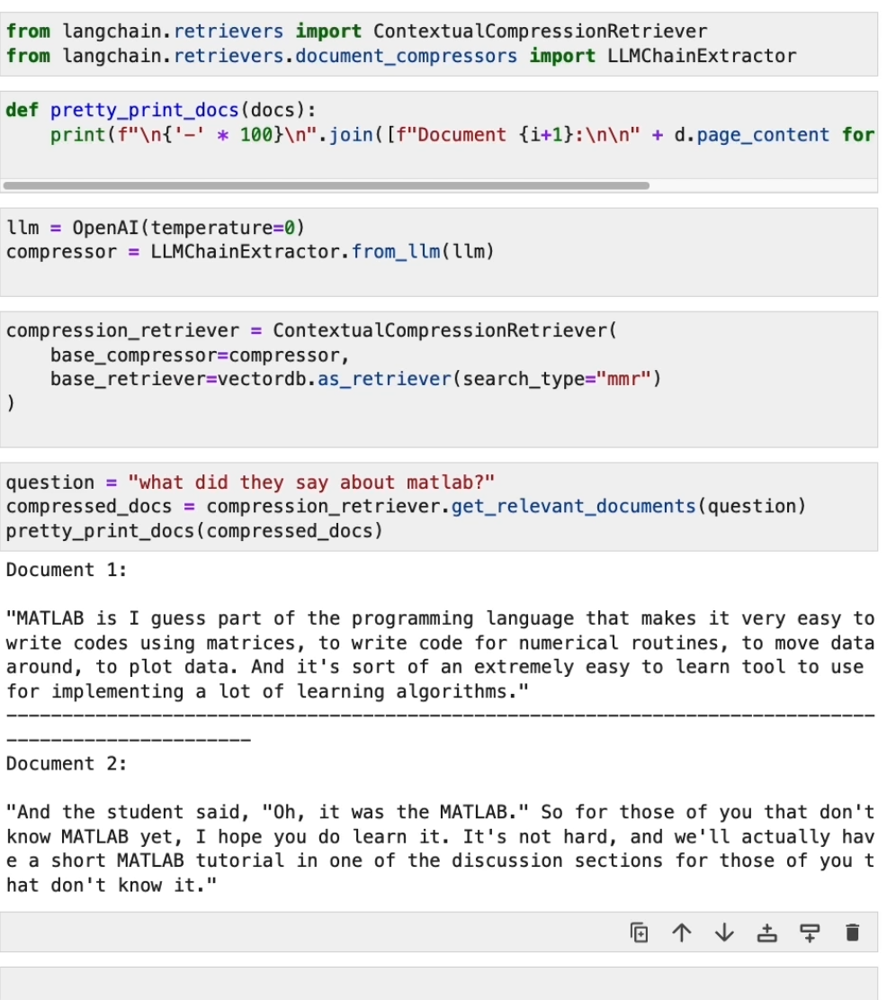 from langchain.retrievers import ContextualCompressionRetriever
from langchain.retrievers.document_compressors import LLMChainExtractor
def pretty_print_docs(docs):
    print(f"\n{'-' * 100}\n".join([f"Document {i+1}:\n\n" + d.page_content for
llm = OpenAI(temperature=0)
compressor = LLMChainExtractor.from_llm(llm)
compression_retriever = ContextualCompressionRetriever(
    base_compressor=compressor,
    base_retriever=vectordb.as_retriever(search_type="mmr")
)
question = "what did they say about matlab?"
compressed_docs = compression_retriever.get_relevant_documents(question)
pretty_print_docs(compressed_docs)
Document 1:
"MATLAB is I guess part of the programming language that makes it very easy to
write codes using matrices, to write code for numerical routines, to move data
around, to plot data. And it's sort of an extremely easy to learn tool to use
for implementing a lot of learning algorithms."
------------------------------------------------------------------------------
----------------------
Document 2:
"And the student said, "Oh, it was the MATLAB." So for those of you that don't
know MATLAB yet, I hope you do learn it. It's not hard, and we'll actually hav
e a short MATLAB tutorial in one of the discussion sections for those of you t
hat don't know it."